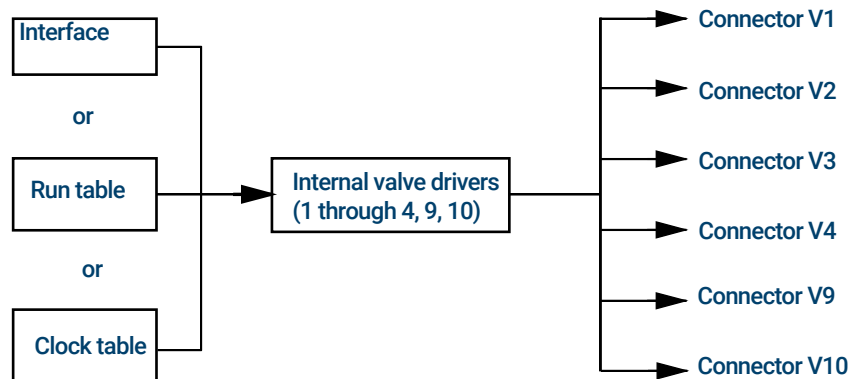 Interface
or
Run table
or
Clock table
Internal valve drivers
(1 through 4, 9, 10)
Connector V1
Connector V2
Connector V3
Connector V4
Connector V9
Connector V10